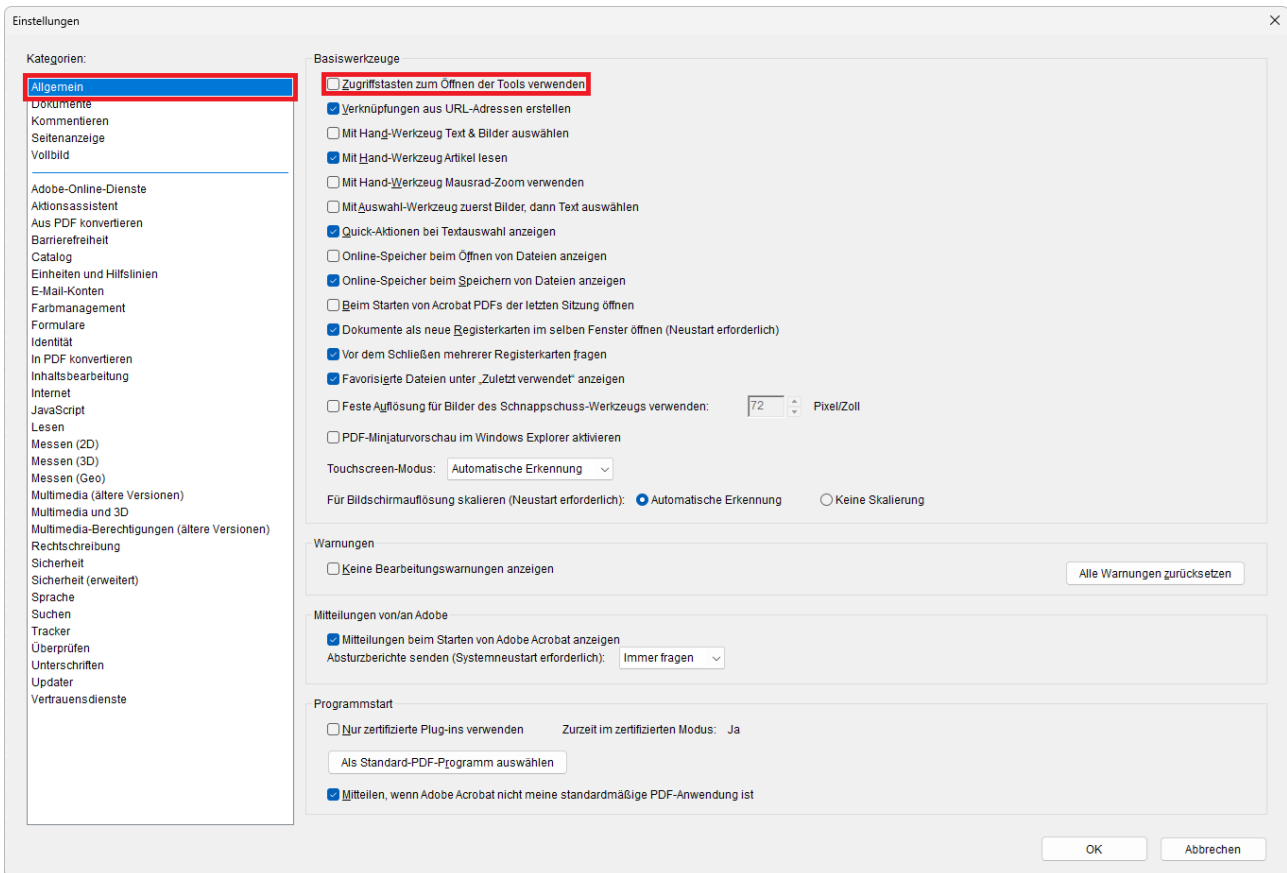 Einstellungen
Kategorien:
Allgemein
Dokumente
Kommentieren
Seitenanzeige
Vollbild
Adobe-Online-Dienste
Aktionsassistent
Aus PDF konvertieren
Barrierefreiheit
Catalog
Einheiten und Hilfslinien
E-Mail-Konten
Farbmanagement
Formulare
Identität
In PDF konvertieren
Inhaltsbearbeitung
Internet
JavaScript
Lesen
Messen (2D)
Messen (3D)
Messen (Geo)
Multimedia (ältere Versionen)
Multimedia und 3D
Multimedia-Berechtigungen (ältere Versionen)
Rechtschreibung
Sicherheit
Sicherheit (erweitert)
Sprache
Suchen
Tracker
Überprüfen
Unterschriften
Updater
Vertrauensdienste
Basiswerkzeuge
Zugriffstasten zum Öffnen der Tools verwenden
Verknüpfungen aus URL-Adressen erstellen
Mit Hand-Werkzeug Text & Bilder auswählen
Mit Hand-Werkzeug Artikel lesen
Mit Hand-Werkzeug Mausrad-Zoom verwenden
Mit Auswahl-Werkzeug zuerst Bilder, dann Text auswählen
Quick-Aktionen bei Textauswahl anzeigen
Online-Speicher beim Öffnen von Dateien anzeigen
Online-Speicher beim Speichern von Dateien anzeigen
Beim Starten von Acrobat PDFs der letzten Sitzung öffnen
Dokumente als neue Registerkarten im selben Fenster öffnen (Neustart erforderlich)
Vor dem Schließen mehrerer Registerkarten fragen
Favorisierte Dateien unter „Zuletzt verwendet“ anzeigen
Feste Auflösung für Bilder des Schnappschuss-Werkzeugs verwenden: 72 Pixel/Zoll
PDF-Miniaturvorschau im Windows Explorer aktivieren
Touchscreen-Modus: Automatische Erkennung
Für Bildschirmauflösung skalieren (Neustart erforderlich): Automatische Erkennung Keine Skalierung
Warnungen
Keine Bearbeitungswarnungen anzeigen
Alle Warnungen zurücksetzen
Mitteilungen von/an Adobe
Mitteilungen beim Starten von Adobe Acrobat anzeigen
Absturzberichte senden (Systemneustart erforderlich): Immer fragen
Programmstart
Nur zertifizierte Plug-ins verwenden Zurzeit im zertifizierten Modus: Ja
Als Standard-PDF-Programm auswählen
Mitteilen, wenn Adobe Acrobat nicht meine standardmäßige PDF-Anwendung ist
OK Abbrechen